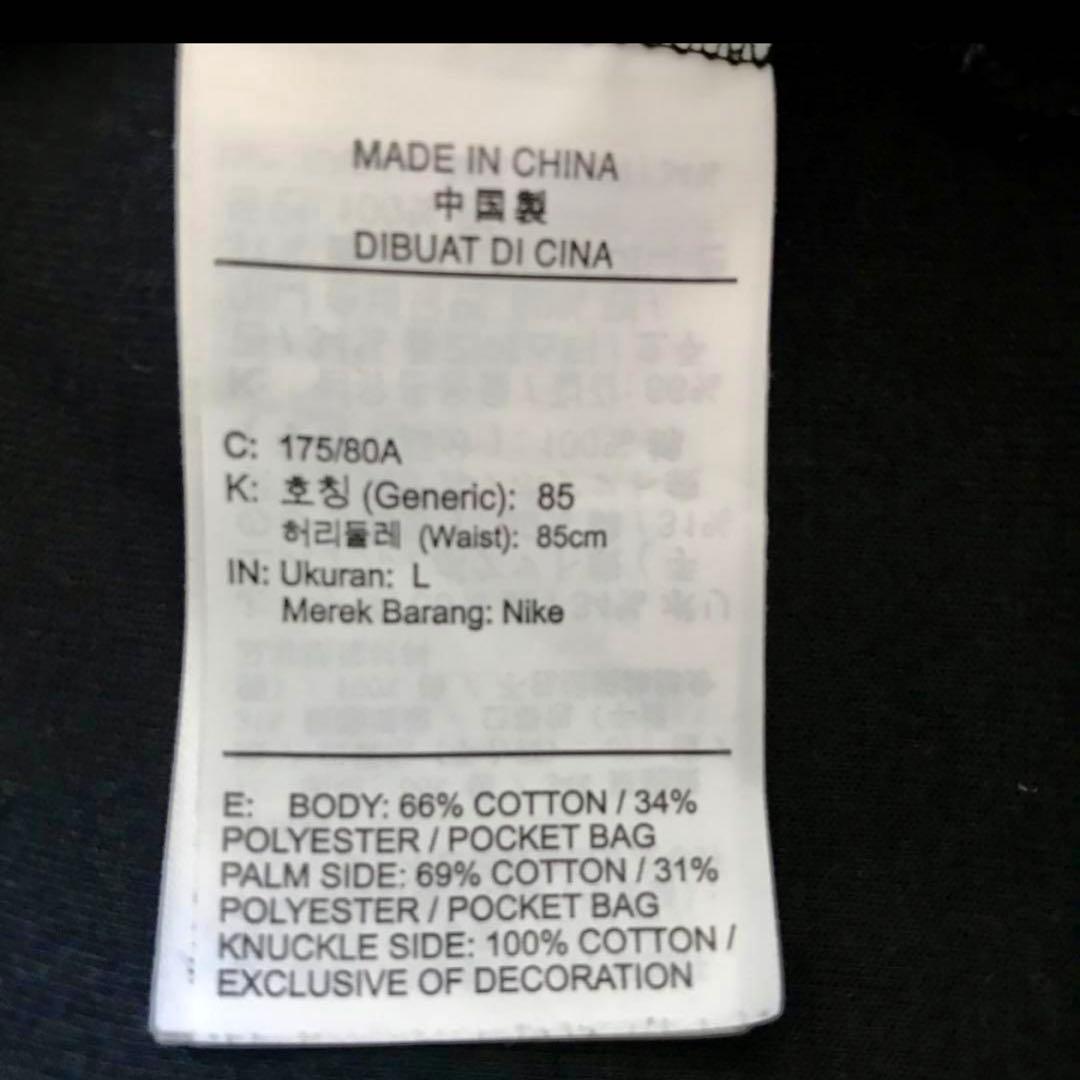 MADE IN CHINA
中国製
DIBUAT DI CINA
C: 175/80A
K: 호칭 (Generic): 85
허리둘레 (Waist): 85cm
IN: Ukuran: L
Merek Barang: Nike
E: BODY: 66% COTTON / 34%
POLYESTER / POCKET BAG
PALM SIDE: 69% COTTON / 31%
POLYESTER / POCKET BAG
KNUCKLE SIDE: 100% COTTON /
EXCLUSIVE OF DECORATION